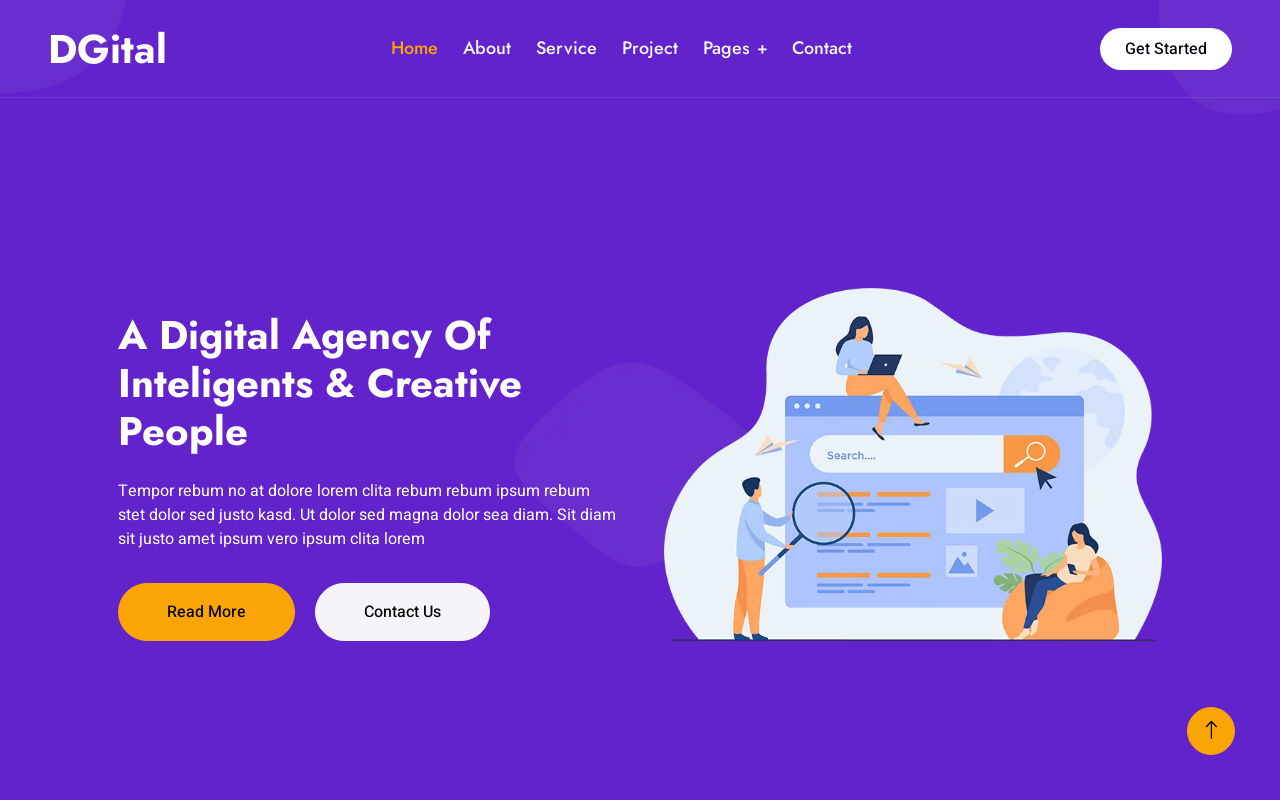 DGital
Home About Service Project Pages + Contact
Get Started
A Digital Agency Of
Inteligents & Creative
People
Tempor rebum no at dolore lorem clita rebum rebum ipsum rebum
stet dolor sed justo kasd. Ut dolor sed magna dolor sea diam. Sit diam
sit justo amet ipsum vero ipsum clita lorem
Read More
Contact Us
Search....